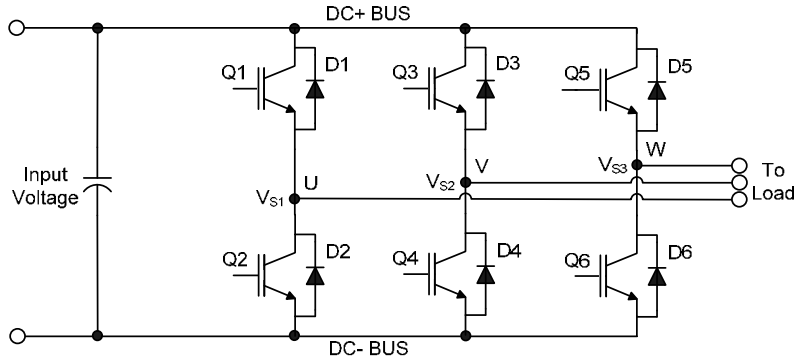 DC+ BUS
Q1
D1
Q3
D3
Q5
D5
Input
Voltage
VS1
U
VS2
V
VS3
W
To
Load
Q2
D2
Q4
D4
Q6
D6
DC- BUS